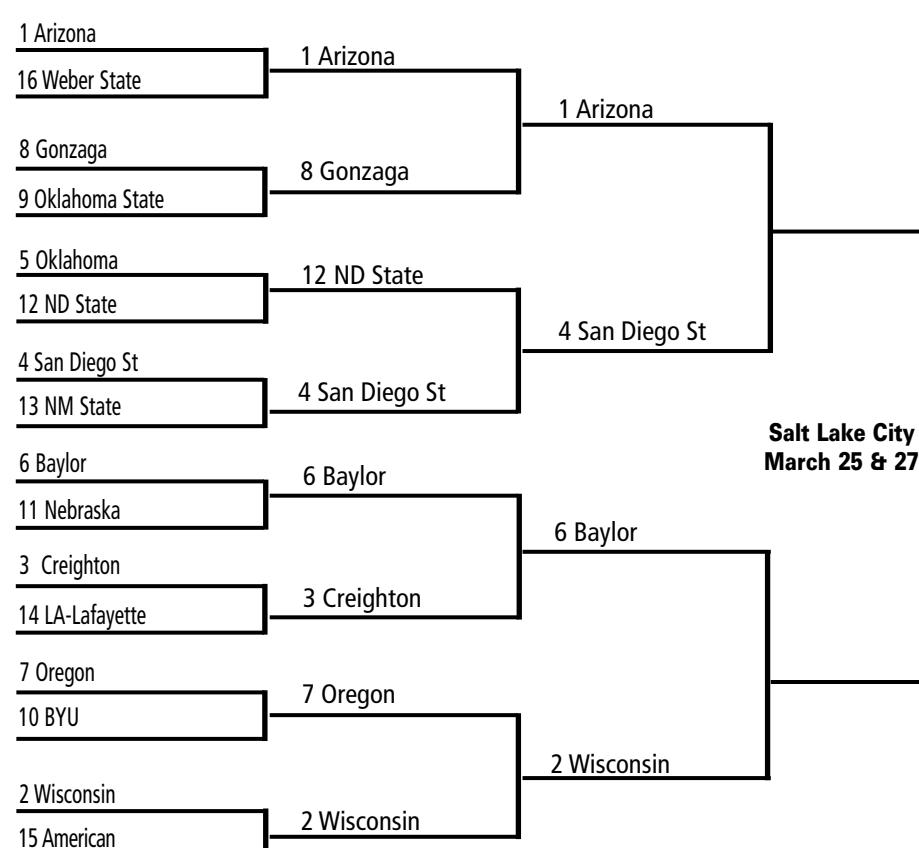 1 Arizona
16 Weber State
8 Gonzaga
9 Oklahoma State
5 Oklahoma
12 ND State
4 San Diego St
13 NM State
6 Baylor
11 Nebraska
3 Creighton
14 LA-Lafayette
7 Oregon
10 BYU
2 Wisconsin
15 American
1 Arizona
8 Gonzaga
12 ND State
4 San Diego St
6 Baylor
3 Creighton
7 Oregon
2 Wisconsin
1 Arizona
4 San Diego St
6 Baylor
2 Wisconsin
Salt Lake City
March 25 & 27